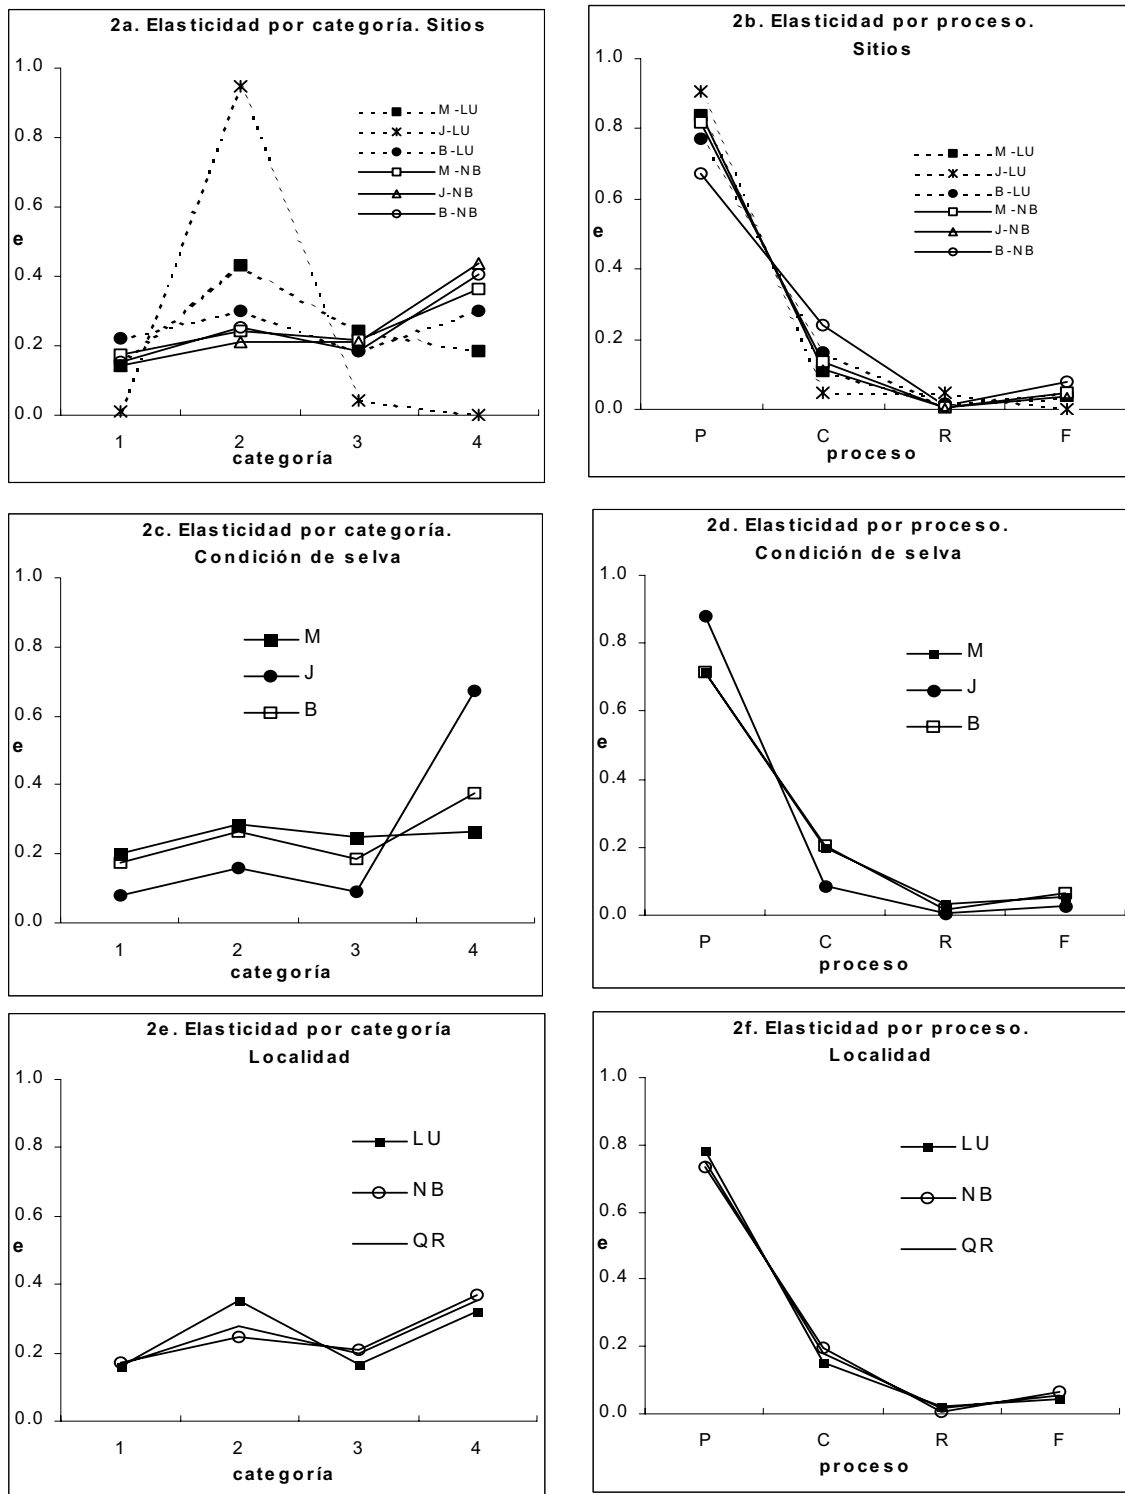 2a. Elasticidad por categoría. Sitios
1.0
0.8
0.6
e
0.4
0.2
0.0
M-LU
J-LU
B-LU
M-NB
J-NB
B-NB
1 2 3 4
categoría
2b. Elasticidad por proceso.
Sitios
1.0
0.8
0.6
e
0.4
0.2
0.0
M-LU
J-LU
B-LU
M-NB
J-NB
B-NB
P C R F
proceso
2c. Elasticidad por categoría.
Condición de selva
1.0
0.8
0.6
e
0.4
0.2
0.0
M
J
B
1 2 3 4
categoría
2d. Elasticidad por proceso.
Condición de selva
1.0
0.8
0.6
e
0.4
0.2
0.0
M
J
B
P C R F
proceso
2e. Elasticidad por categoría
Localidad
1.0
0.8
0.6
e
0.4
0.2
0.0
LU
NB
QR
1 2 3 4
categoría
2f. Elasticidad por proceso.
Localidad
1.0
0.8
0.6
e
0.4
0.2
0.0
LU
NB
QR
P C R F
proceso